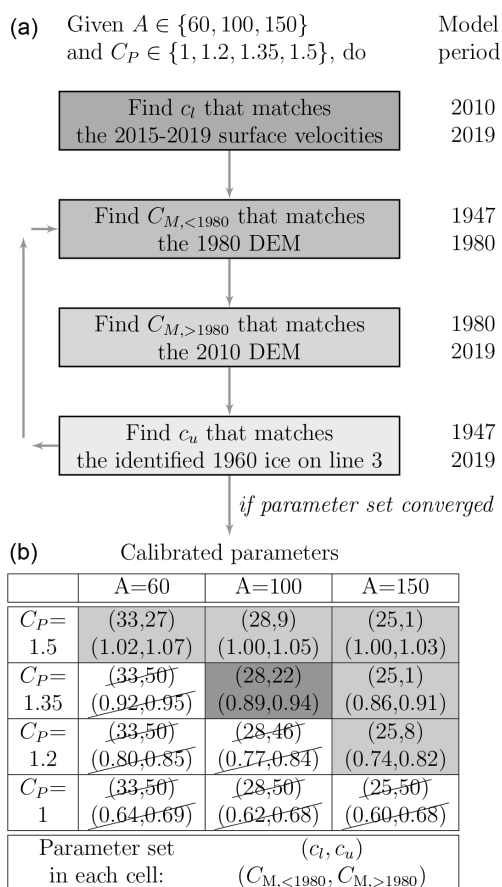 (a) Given A ∈ {60, 100, 150} Model
and C_P ∈ {1, 1.2, 1.35, 1.5}, do period
Find c_l that matches 2010
the 2015-2019 surface velocities 2019
Find C_{M,<1980} that matches 1947
the 1980 DEM 1980
Find C_{M,>1980} that matches 1980
the 2010 DEM 2019
Find c_u that matches 1947
the identified 1960 ice on line 3 2019
if parameter set converged
(b) Calibrated parameters
A=60 A=100 A=150
C_P= (33,27) (28,9) (25,1)
1.5 (1.02,1.07) (1.00,1.05) (1.00,1.03)
C_P= (33,50) (28,22) (25,1)
1.35 (0.92,0.95) (0.89,0.94) (0.86,0.91)
C_P= (33,50) (28,46) (25,8)
1.2 (0.80,0.85) (0.77,0.84) (0.74,0.82)
C_P= (33,50) (28,50) (25,50)
1 (0.64,0.69) (0.62,0.68) (0.60,0.68)
Parameter set (c_l, c_u)
in each cell: (C_{M,<1980}, C_{M,>1980})